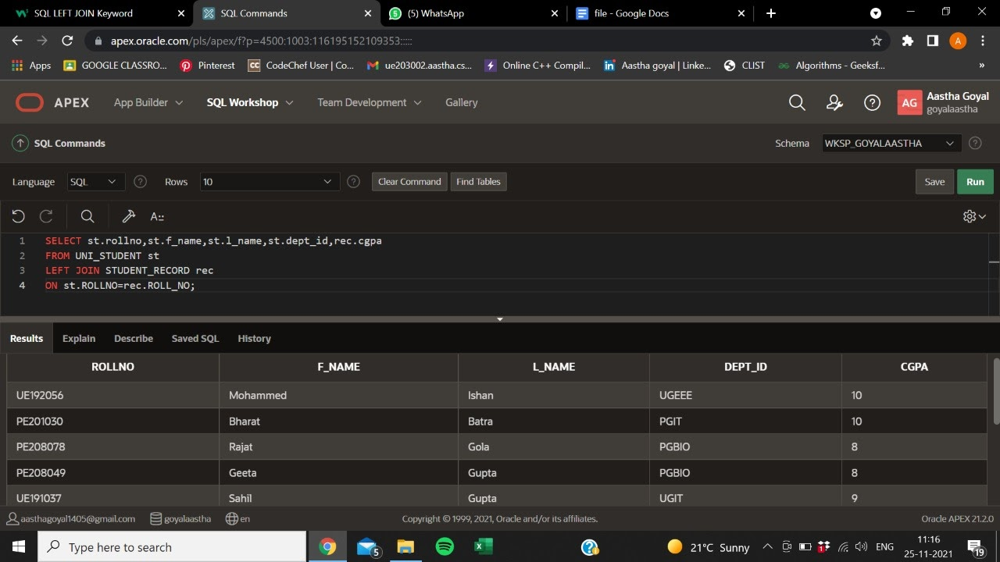 SQL LEFT JOIN Keyword
SQL Commands
(5) WhatsApp
file - Google Docs
apex.oracle.com/pls/apex/f?p=4500:1003:116195152109353:::::
A
Apps
GOOGLE CLASSRO...
Pinterest
CodeChef User | Co...
ue203002.aastha.cs...
Online C++ Compil...
Aastha goyal | Linke...
CLIST
Algorithms - Geeksf...
»
APEX
App Builder
SQL Workshop
Team Development
Gallery
AG
Aastha Goyal
goyalaastha
SQL Commands
Schema
WKSP_GOYALAASTHA
Language
SQL
Rows
10
Clear Command
Find Tables
Save
Run
A::
1 SELECT st.rollno,st.f_name,st.l_name,st.dept_id,rec.cgpa
2 FROM UNI_STUDENT st
3 LEFT JOIN STUDENT_RECORD rec
4 ON st.ROLLNO=rec.ROLL_NO;
Results
Explain
Describe
Saved SQL
History
ROLLNO F_NAME L_NAME DEPT_ID CGPA
UE192056 Mohammed Ishan UGEEE 10
PE201030 Bharat Batra PGIT 10
PE208078 Rajat Gola PGBIO 8
PE208049 Geeta Gupta PGBIO 8
UE191037 Sahil Gupta UGIT 9
aasthagoyal1405@gmail.com
goyalaastha
en
Copyright © 1999, 2021, Oracle and/or its affiliates.
Oracle APEX 21.2.0
Type here to search
5
21°C Sunny
ENG
11:16
25-11-2021
19